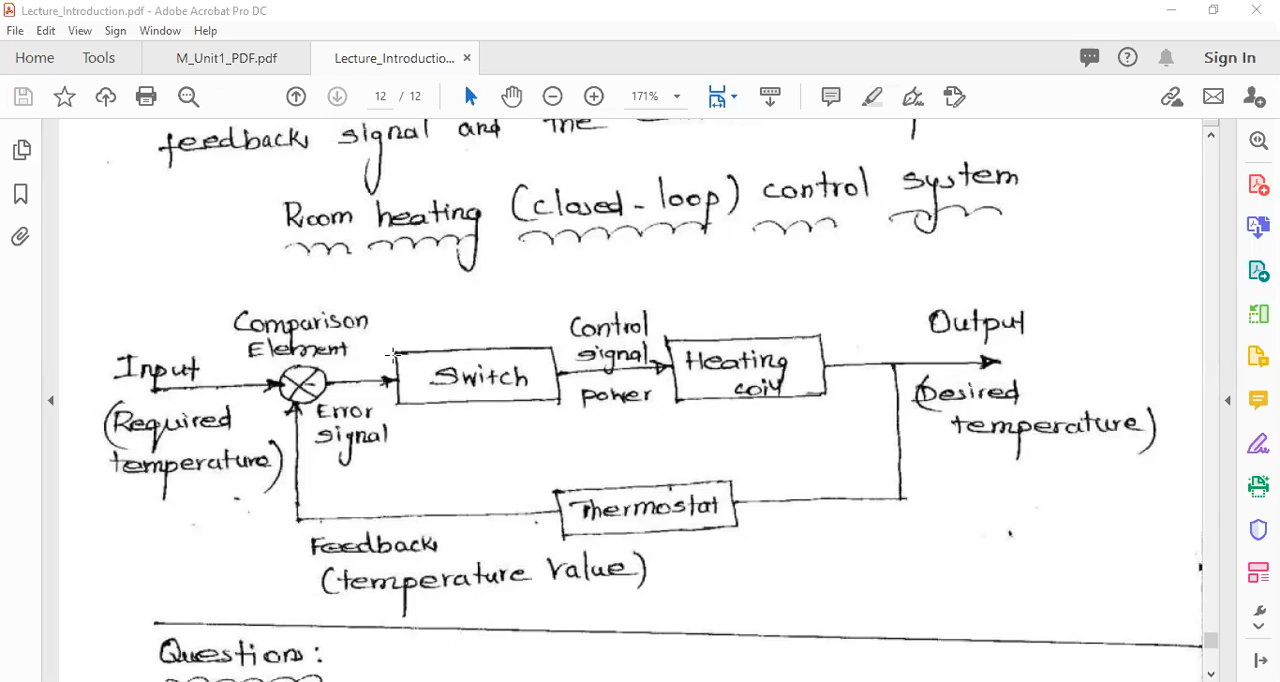 Lecture_Introduction.pdf - Adobe Acrobat Pro DC
File Edit View Sign Window Help
Home Tools M_Unit1_PDF.pdf Lecture_Introductio... × Sign In
12 / 12 171%
feedback signal and the
Room heating (closed-loop) control system
Comparison
Element
Input
(Required
temperature)
Error
signal
Switch
Control
signal
power
Heating
coil
Output
(Desired
temperature)
Thermostat
Feedback
(temperature value)
Question: